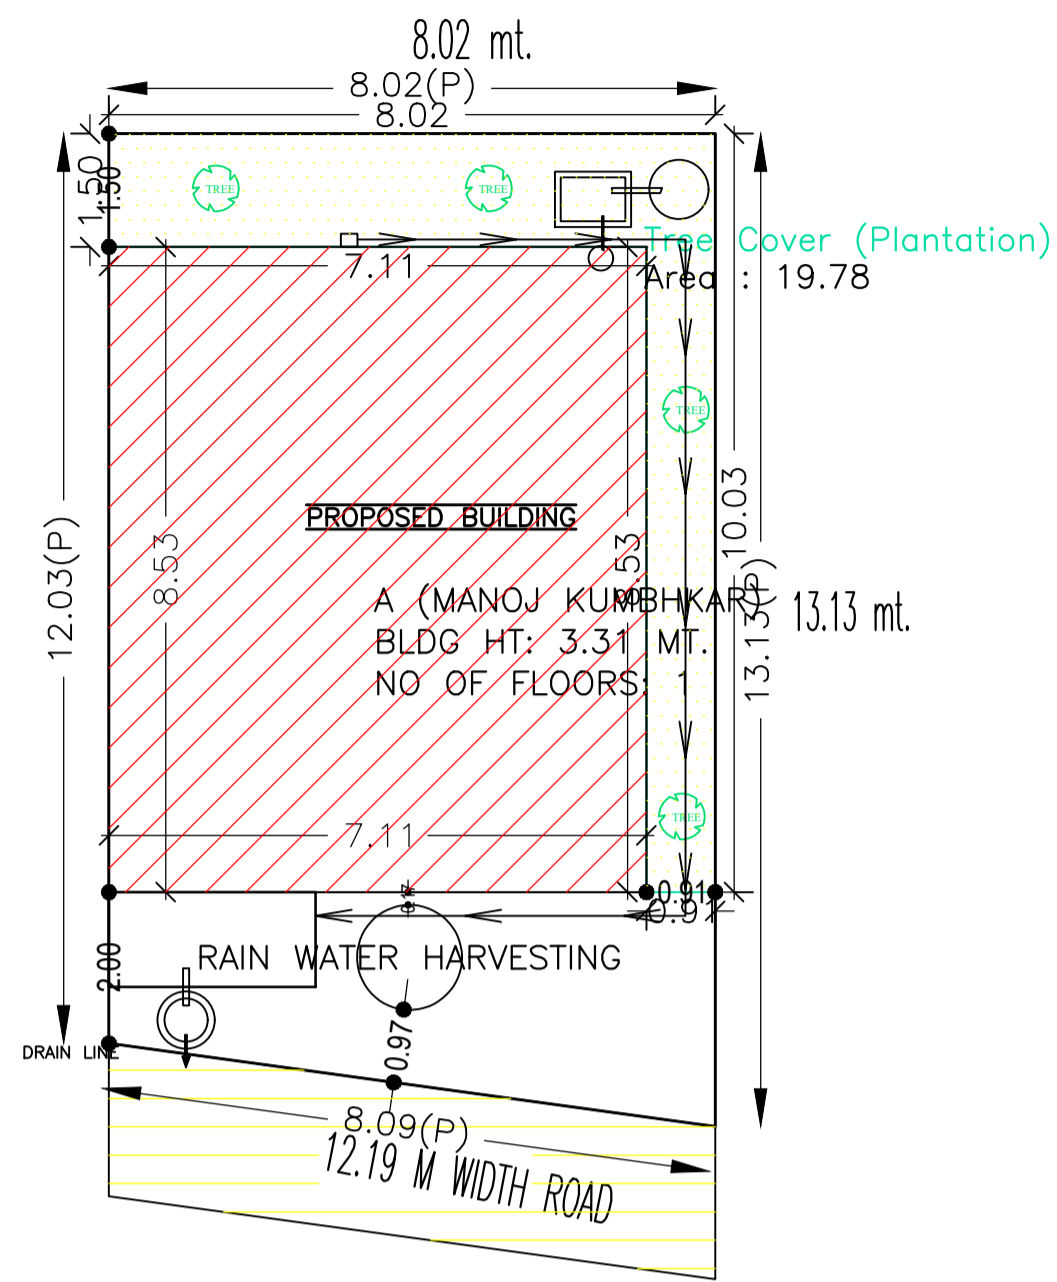 8.02 mt.
8.02(P)
8.02
1.50
1.50
TREE
TREE
Tree Cover (Plantation)
Area : 19.78
7.11
TREE
10.03
PROPOSED BUILDING
12.03(P)
8.53
8.53
A (MANOJ KUMBHKAR)
BLDG HT: 3.31 MT.
NO OF FLOORS: 1
13.13(P)
13.13 mt.
7.11
TREE
0.91
0.91
0.17
2.00
RAIN WATER HARVESTING
0.97
DRAIN LINE
8.09(P)
12.19 M WIDTH ROAD